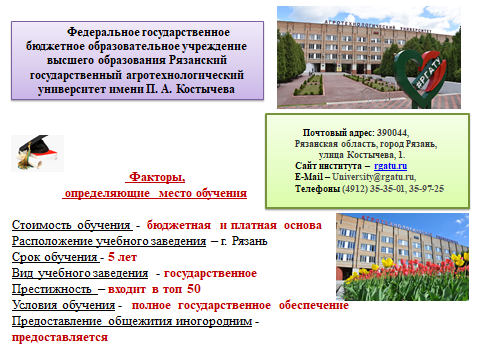 Федеральное государственное
бюджетное образовательное учреждение
высшего образования Рязанский
государственный агротехнологический
университет имени П. А. Костычева
АГРОТЕХНОЛОГИЧЕСКИЙ УНИВЕРСИТЕТ
#РГАТУ
Почтовый адрес: 390044,
Рязанская область, город Рязань,
улица Костычева, 1.
Сайт института – rgatu.ru
E-Mail – University@rgatu.ru,
Телефоны (4912) 35-35-01, 35-97-25
Факторы,
определяющие место обучения
Стоимость обучения - бюджетная и платная основа
Расположение учебного заведения – г. Рязань
Срок обучения - 5 лет
Вид учебного заведения - государственное
Престижность – входит в топ 50
Условия обучения - полное государственное обеспечение
Предоставление общежития иногородним -
предоставляется